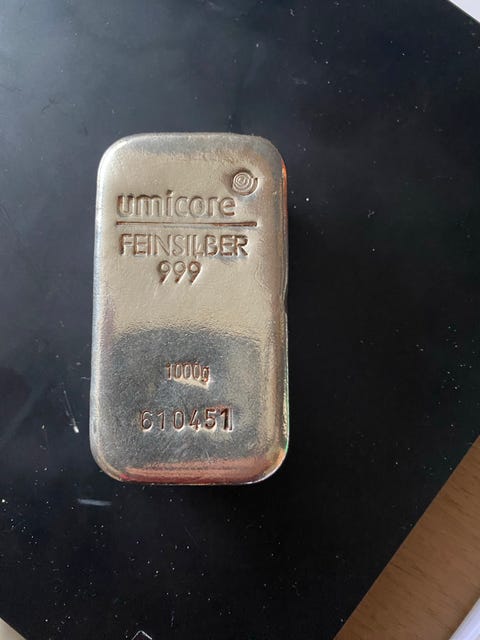 umicore
FEINSILBER
999
1000g
610451